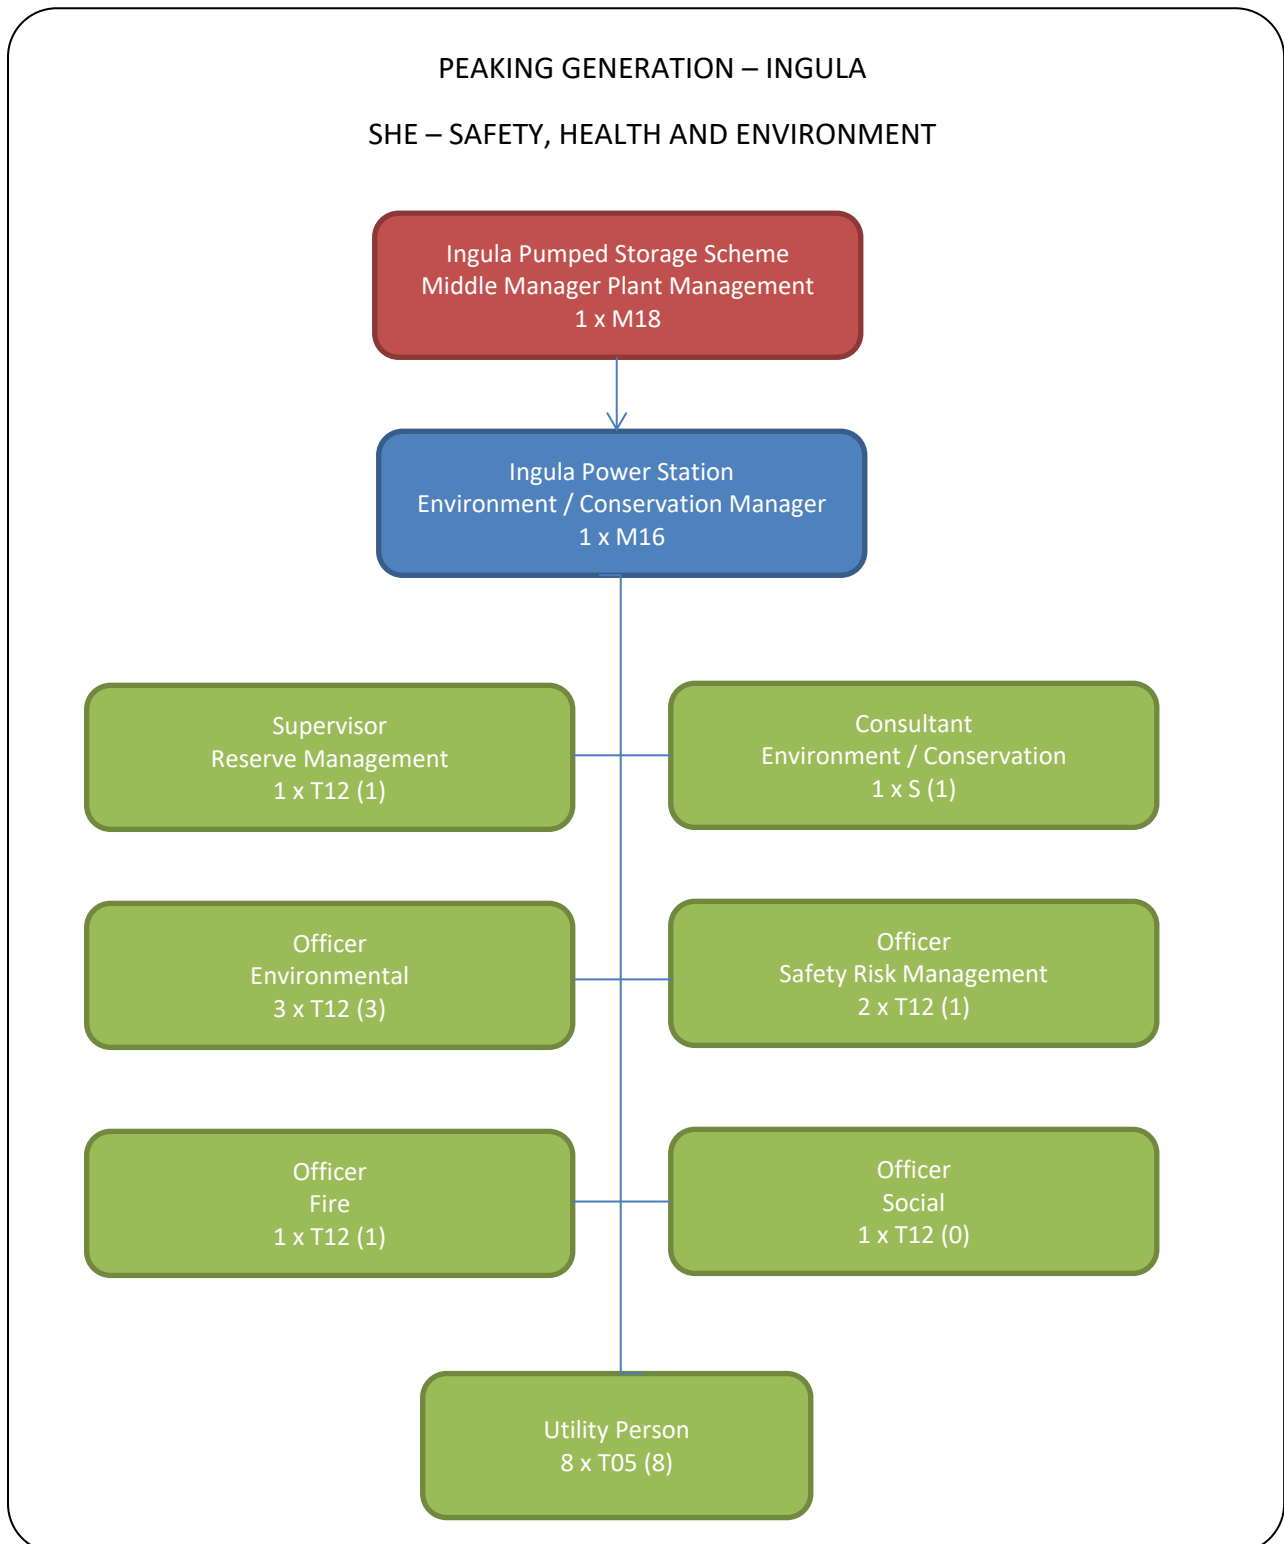 PEAKING GENERATION – INGULA
SHE – SAFETY, HEALTH AND ENVIRONMENT
Ingula Pumped Storage Scheme
Middle Manager Plant Management
1 x M18
Ingula Power Station
Environment / Conservation Manager
1 x M16
Supervisor
Reserve Management
1 x T12 (1)
Consultant
Environment / Conservation
1 x S (1)
Officer
Environmental
3 x T12 (3)
Officer
Safety Risk Management
2 x T12 (1)
Officer
Fire
1 x T12 (1)
Officer
Social
1 x T12 (0)
Utility Person
8 x T05 (8)